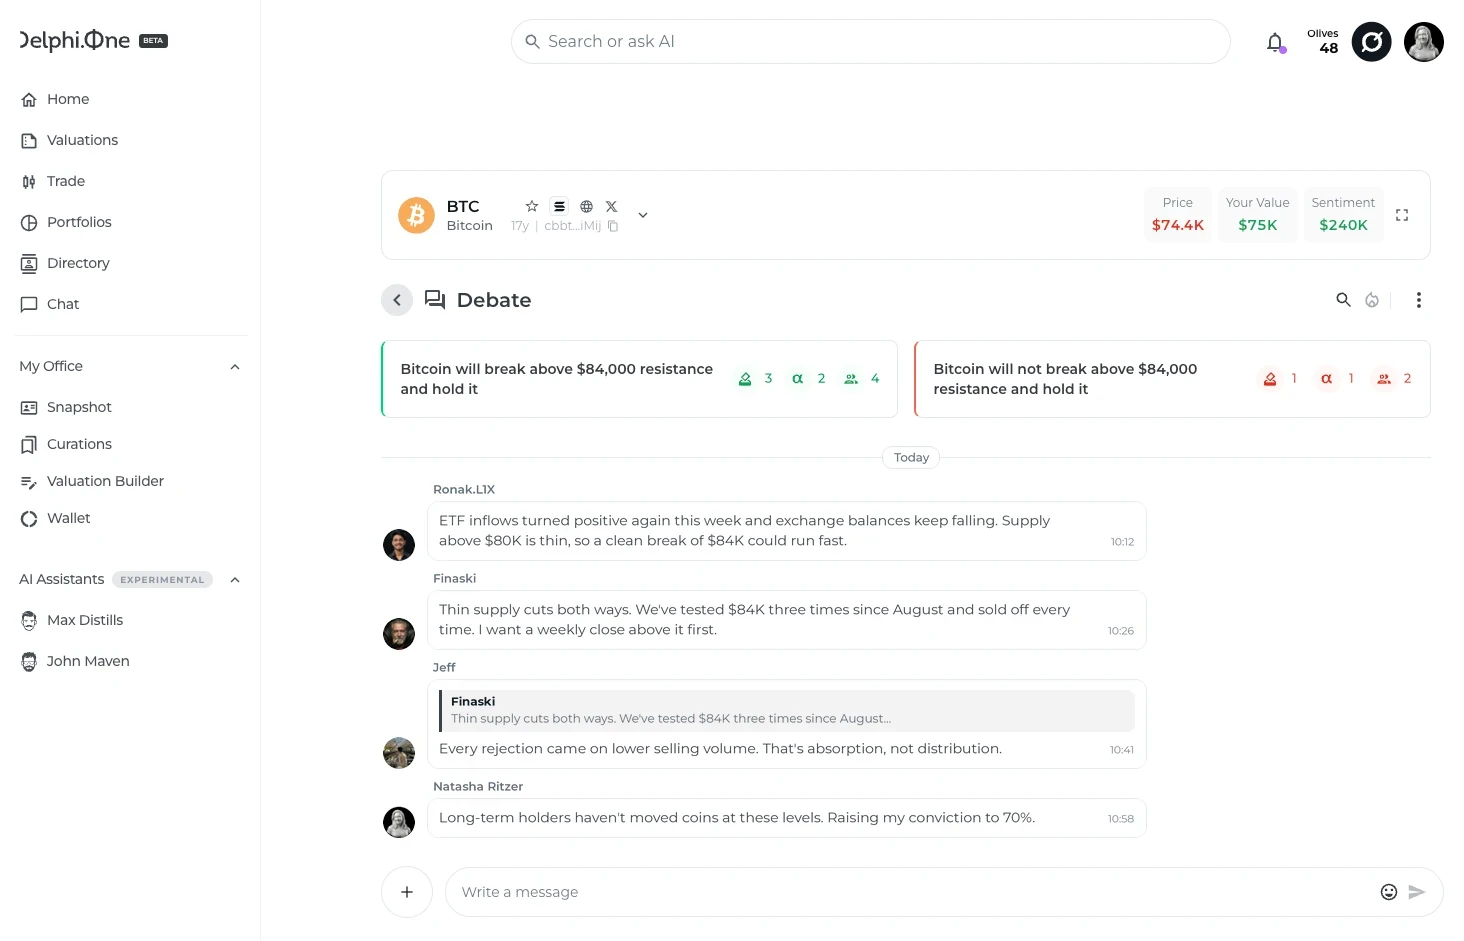 Delphi.One BETA
Search or ask AI
Olives
48
Home
Valuations
Trade
Portfolios
Directory
Chat
My Office
Snapshot
Curations
Valuation Builder
Wallet
AI Assistants EXPERIMENTAL
Max Distills
John Maven
BTC
Bitcoin
17y | cbbt...iMij
Price
$74.4K
Your Value
$75K
Sentiment
$240K
Debate
Bitcoin will break above $84,000 resistance
and hold it
3 α 2 4
Bitcoin will not break above $84,000
resistance and hold it
1 α 1 2
Today
Ronak.L1X
ETF inflows turned positive again this week and exchange balances keep falling. Supply
above $80K is thin, so a clean break of $84K could run fast.
10:12
Finaski
Thin supply cuts both ways. We've tested $84K three times since August and sold off every
time. I want a weekly close above it first.
10:26
Jeff
Finaski
Thin supply cuts both ways. We've tested $84K three times since August...
Every rejection came on lower selling volume. That's absorption, not distribution.
10:41
Natasha Ritzer
Long-term holders haven't moved coins at these levels. Raising my conviction to 70%.
10:58
Write a message